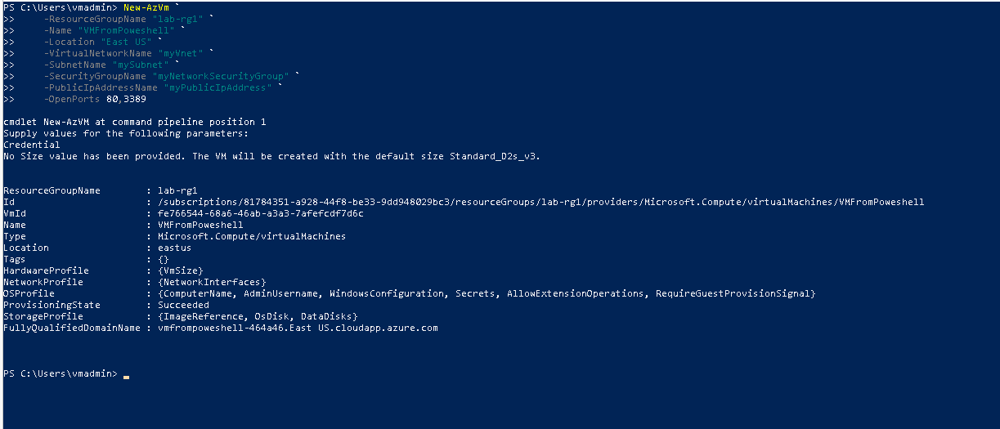 PS C:\Users\vmadmin> New-AzVm `
>>     -ResourceGroupName "lab-rg1" `
>>     -Name "VMFromPoweshell" `
>>     -Location "East US" `
>>     -VirtualNetworkName "myVnet" `
>>     -SubnetName "mySubnet" `
>>     -SecurityGroupName "myNetworkSecurityGroup" `
>>     -PublicIpAddressName "myPublicIpAddress" `
>>     -OpenPorts 80,3389
cmdlet New-AzVM at command pipeline position 1
Supply values for the following parameters:
Credential
No Size value has been provided. The VM will be created with the default size Standard_D2s_v3.
ResourceGroupName        : lab-rg1
Id                       : /subscriptions/81784351-a928-44f8-be33-9dd948029bc3/resourceGroups/lab-rg1/providers/Microsoft.Compute/virtualMachines/VMFromPoweshell
VmId                     : fe766544-68a6-46ab-a3a3-7afefcdf7d6c
Name                     : VMFromPoweshell
Type                     : Microsoft.Compute/virtualMachines
Location                 : eastus
Tags                     : {}
HardwareProfile          : {VmSize}
NetworkProfile           : {NetworkInterfaces}
OSProfile                : {ComputerName, AdminUsername, WindowsConfiguration, Secrets, AllowExtensionOperations, RequireGuestProvisionSignal}
ProvisioningState        : Succeeded
StorageProfile           : {ImageReference, OsDisk, DataDisks}
FullyQualifiedDomainName : vmfrompoweshell-464a46.East US.cloudapp.azure.com
PS C:\Users\vmadmin>